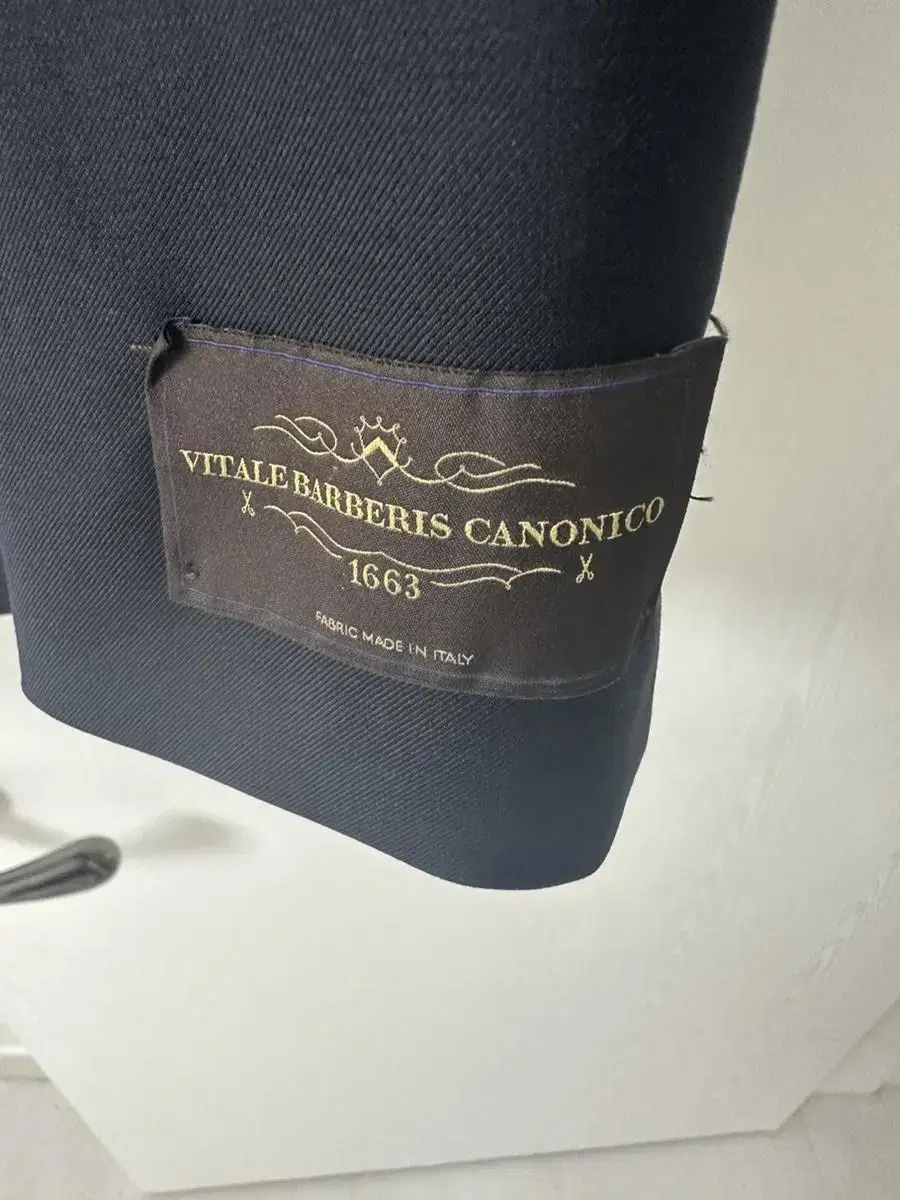 VITALE BARBERIS CANONICO
1663
FABRIC MADE IN ITALY